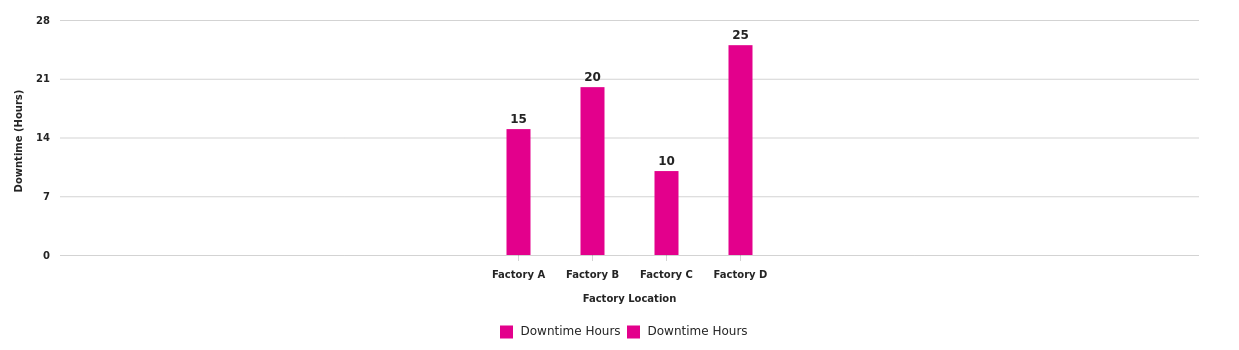 28
21
14
7
0
Downtime (Hours)
15
20
10
25
Factory A Factory B Factory C Factory D
Factory Location
Downtime Hours Downtime Hours